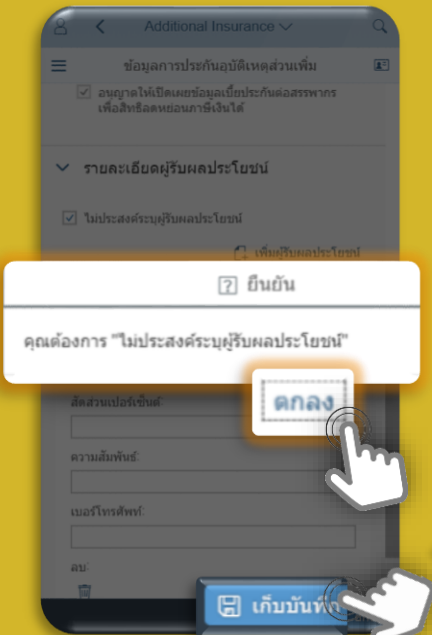 Additional Insurance
ข้อมูลการประกันอุบัติเหตุส่วนเพิ่ม
อนุญาตให้เปิดเผยข้อมูลเบี้ยประกันต่อสรรพากร
เพื่อสิทธิลดหย่อนภาษีเงินได้
รายละเอียดผู้รับผลประโยชน์
ไม่ประสงค์ระบุผู้รับผลประโยชน์
เพิ่มผู้รับผลประโยชน์
ยืนยัน
คุณต้องการ "ไม่ประสงค์ระบุผู้รับผลประโยชน์"
ตกลง
สัดส่วนเปอร์เซ็นต์:
ความสัมพันธ์:
เบอร์โทรศัพท์:
ลบ:
เก็บบันทึก